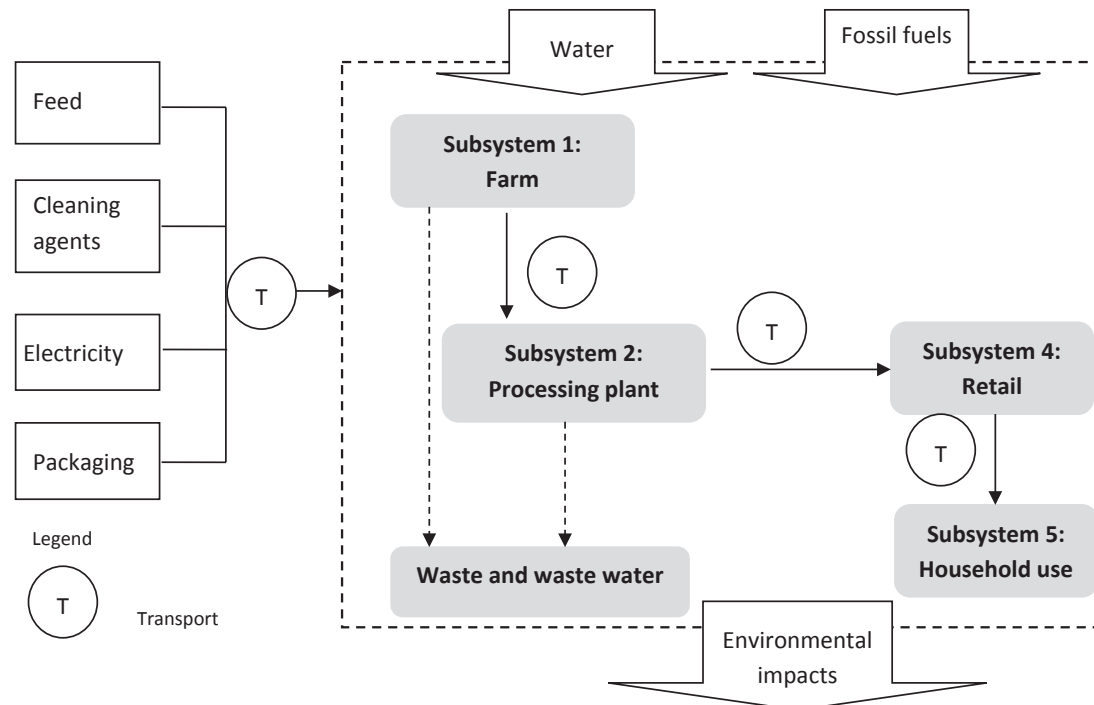 Water
Fossil fuels
Feed
Cleaning
agents
Electricity
Packaging
T
Subsystem 1:
Farm
T
Subsystem 2:
Processing plant
T
Subsystem 4:
Retail
T
Subsystem 5:
Household use
Waste and waste water
Environmental
impacts
Legend
T
Transport